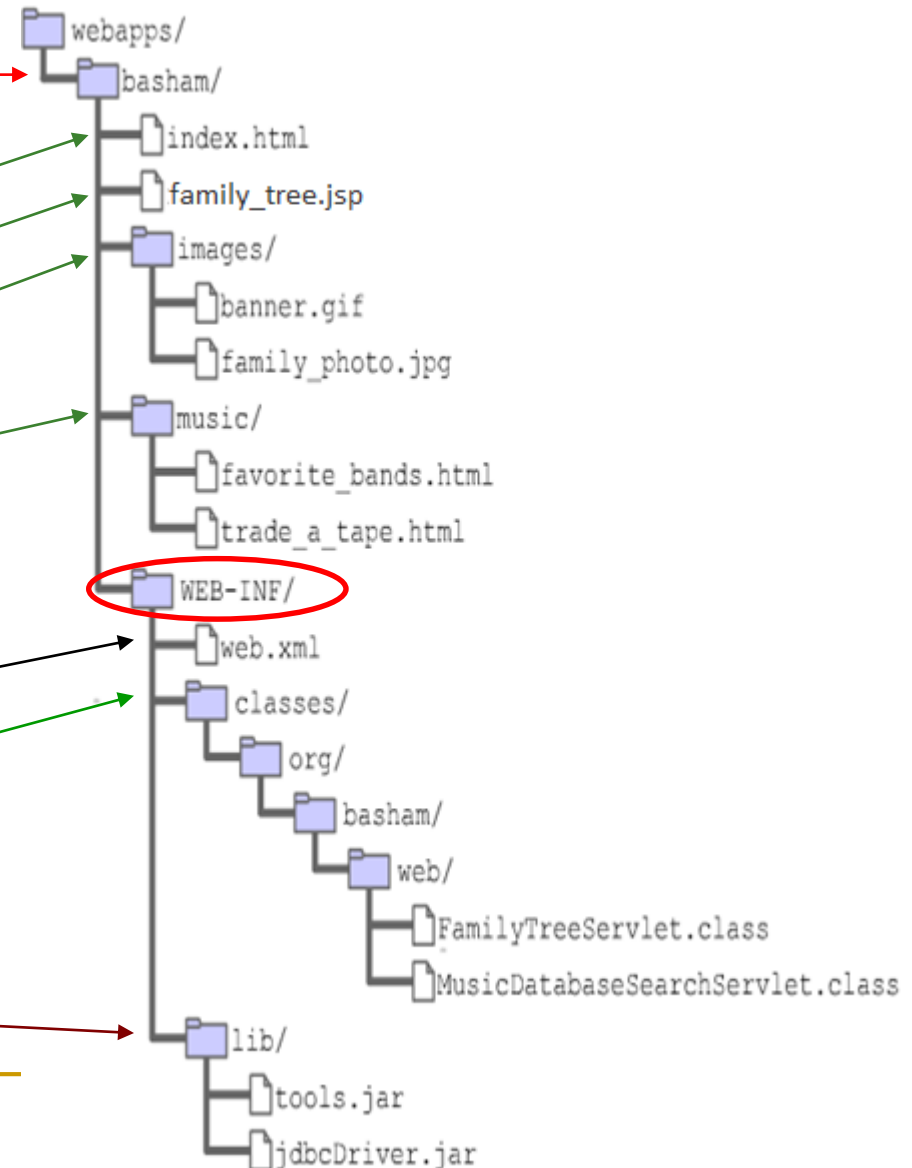 webapps/
basham/
index.html
family_tree.jsp
images/
banner.gif
family_photo.jpg
music/
favorite_bands.html
trade_a_tape.html
WEB-INF/
web.xml
classes/
org/
basham/
web/
FamilyTreeServlet.class
MusicDatabaseSearchServlet.class
lib/
tools.jar
jdbcDriver.jar